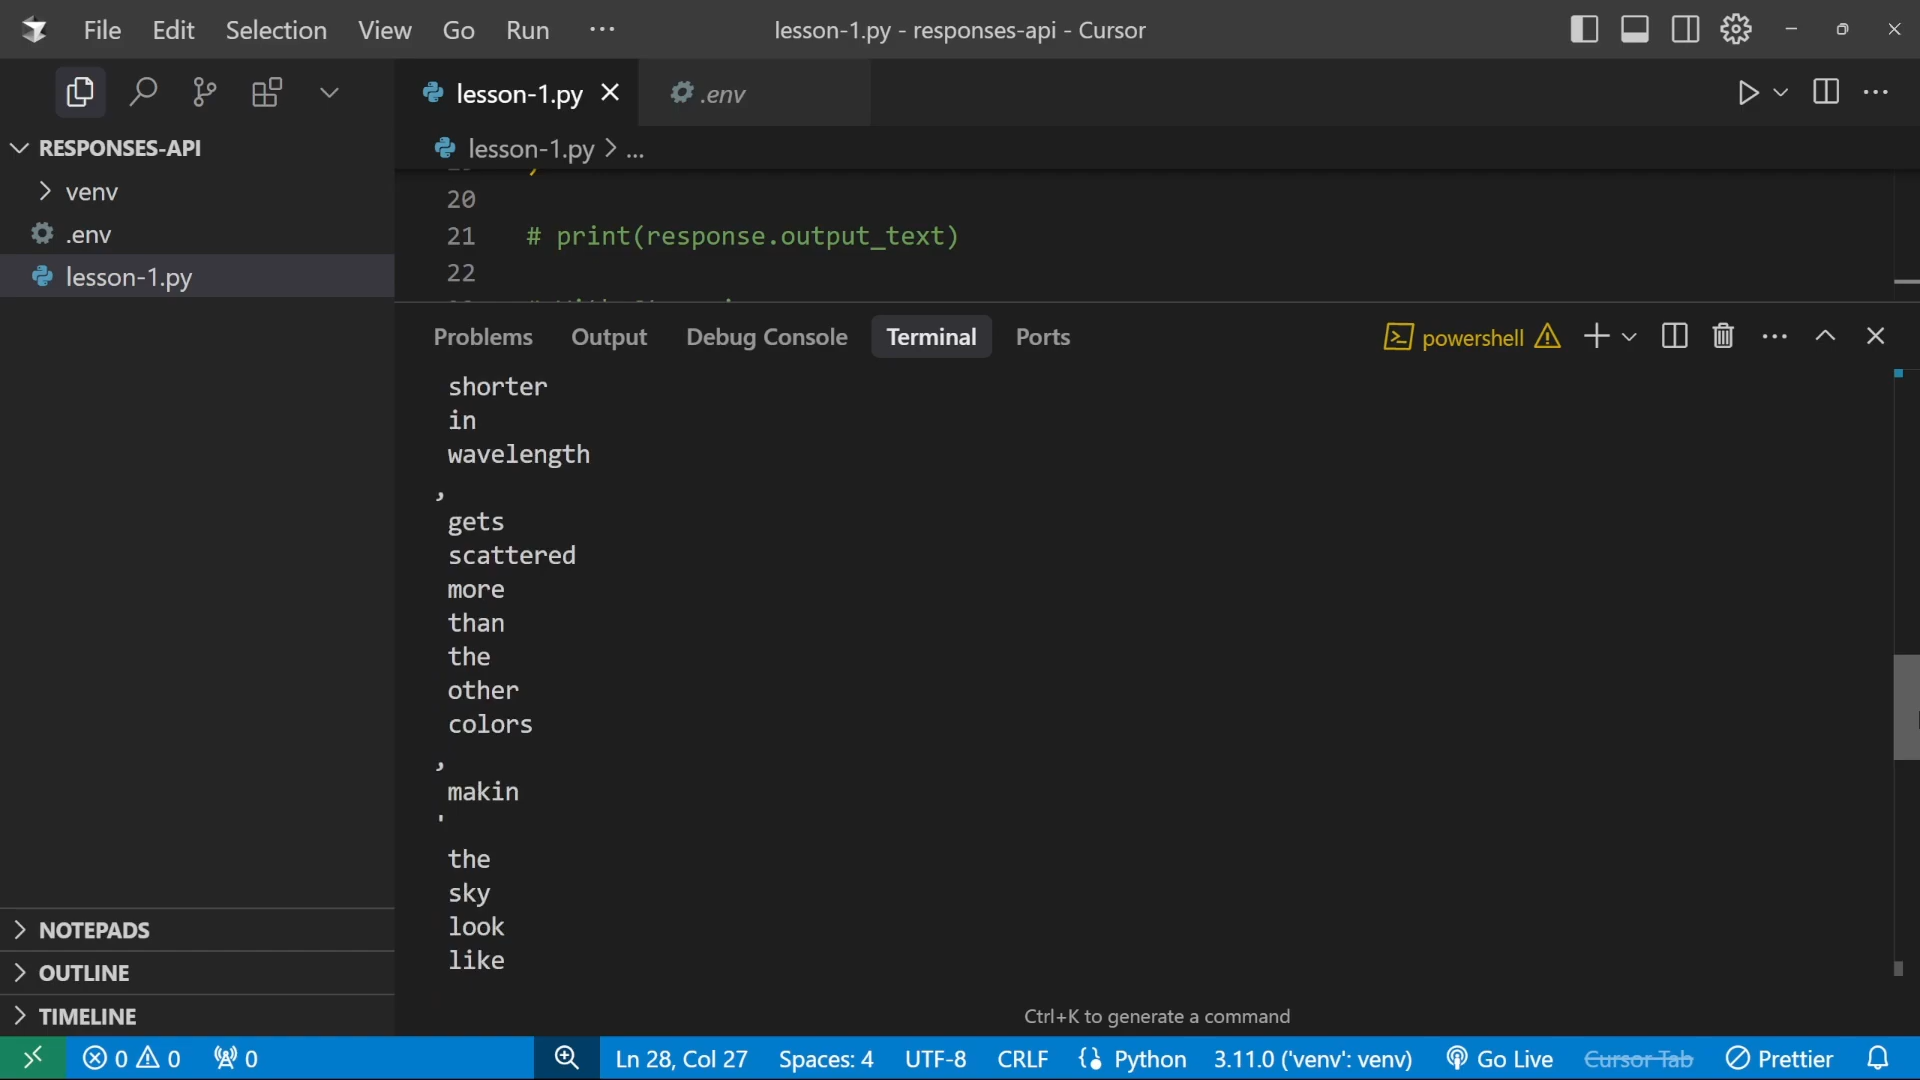 File Edit Selection View Go Run ··· lesson-1.py - responses-api - Cursor
lesson-1.py .env
RESPONSES-API
lesson-1.py > ...
venv
.env
lesson-1.py
20
21 # print(response.output_text)
22
Problems Output Debug Console Terminal Ports powershell
shorter
in
wavelength
,
gets
scattered
more
than
the
other
colors
,
makin
'
the
sky
look
like
NOTEPADS
OUTLINE
TIMELINE
Ctrl+K to generate a command
0 0 0 Ln 28, Col 27 Spaces: 4 UTF-8 CRLF {} Python 3.11.0 ('venv': venv) Go Live Cursor Tab Prettier